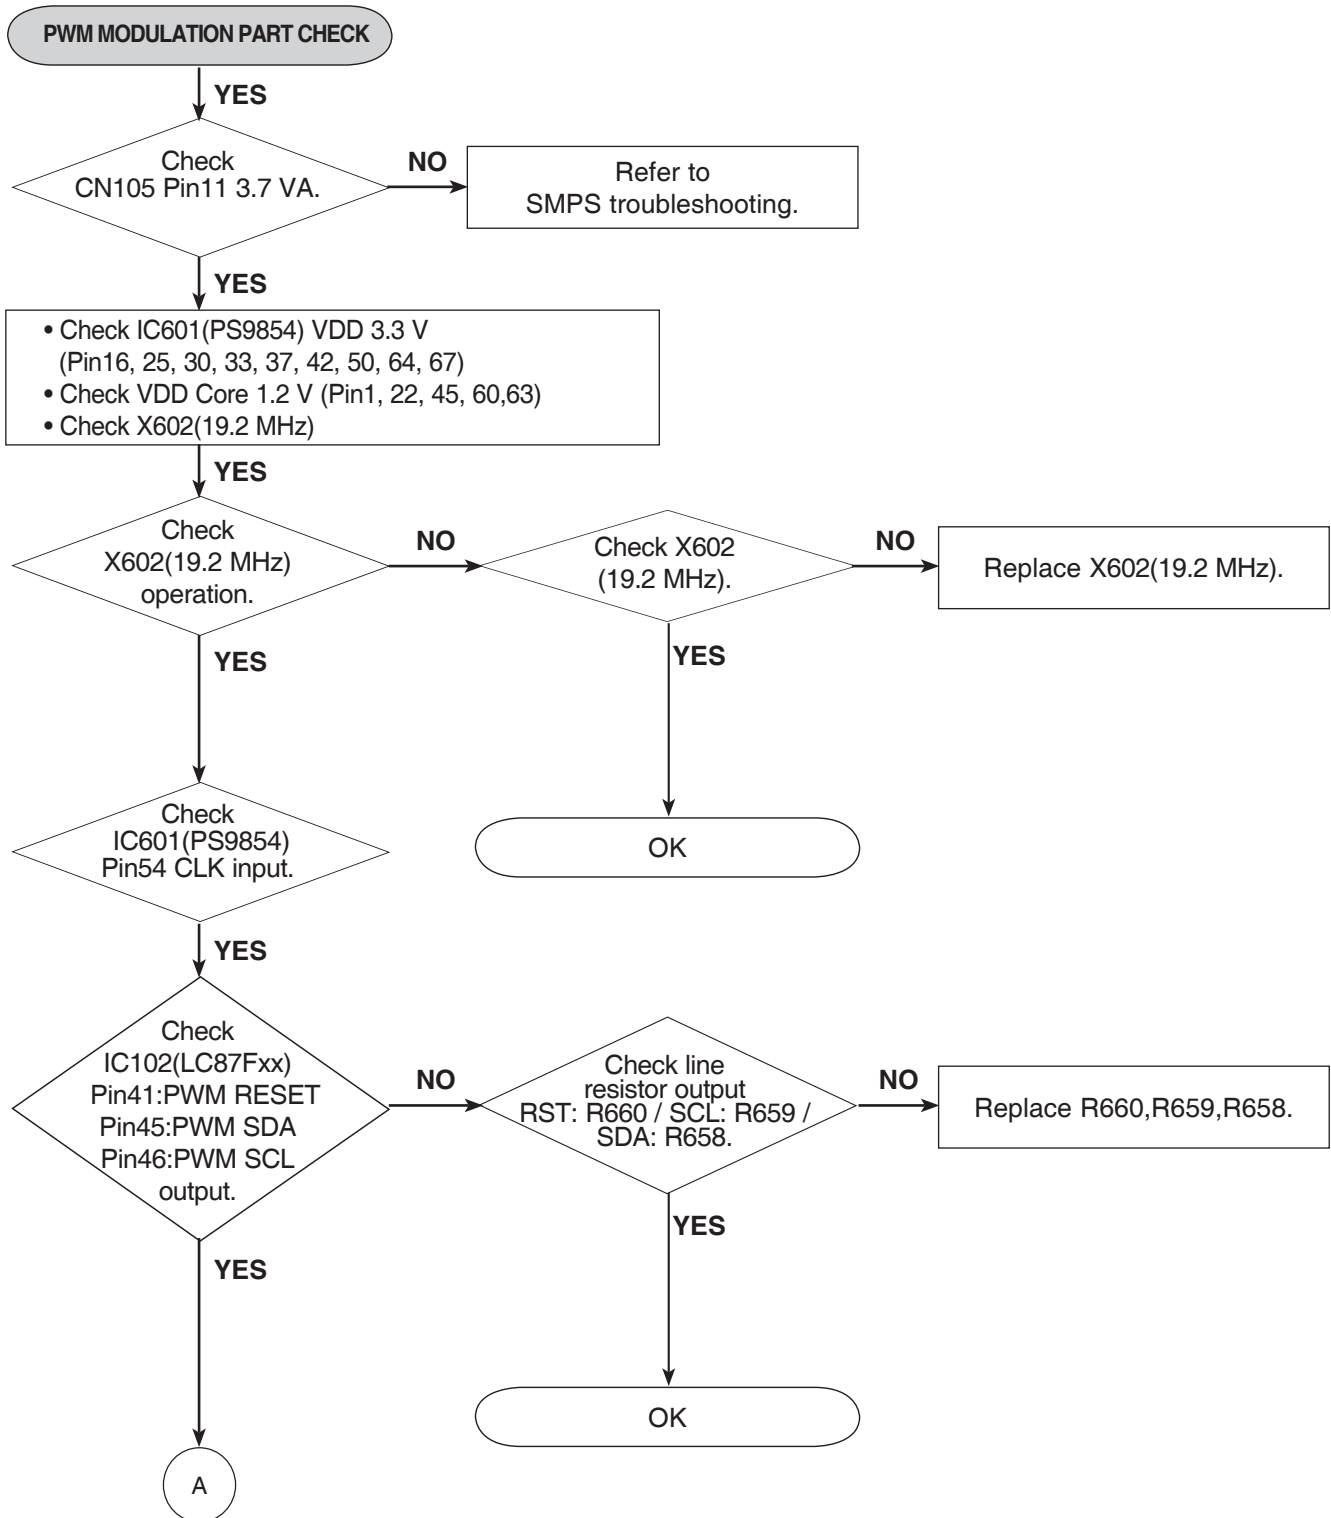 PWM MODULATION PART CHECK
YES
Check
CN105 Pin11 3.7 VA.
NO
Refer to
SMPS troubleshooting.
YES
• Check IC601(PS9854) VDD 3.3 V
(Pin16, 25, 30, 33, 37, 42, 50, 64, 67)
• Check VDD Core 1.2 V (Pin1, 22, 45, 60,63)
• Check X602(19.2 MHz)
YES
Check
X602(19.2 MHz)
operation.
NO
Check X602
(19.2 MHz).
NO
Replace X602(19.2 MHz).
YES
YES
OK
Check
IC601(PS9854)
Pin54 CLK input.
YES
Check
IC102(LC87Fxx)
Pin41:PWM RESET
Pin45:PWM SDA
Pin46:PWM SCL
output.
NO
Check line
resistor output
RST: R660 / SCL: R659 /
SDA: R658.
NO
Replace R660,R659,R658.
YES
YES
OK
A